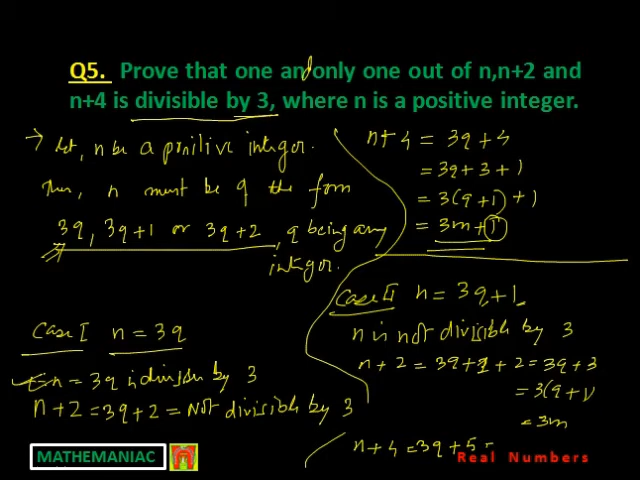 Q5. Prove that one and only one out of n,n+2 and
n+4 is divisible by 3, where n is a positive integer.
→ Let, n be a positive integer.
Then, n must be of the form
3q, 3q+1 or 3q+2, q being any
integer.
Case I n = 3q
n = 3q is divisible by 3
n+2 = 3q+2 = Not divisible by 3
n+4 = 3q+4
= 3q+3+1
= 3(q+1)+1
= 3m+1
Case II n = 3q+1
n is not divisible by 3
n+2 = 3q+1+2 = 3q+3
= 3(q+1)
= 3m
n+4 = 3q+5 =
MATHEMANIAC
Real Numbers